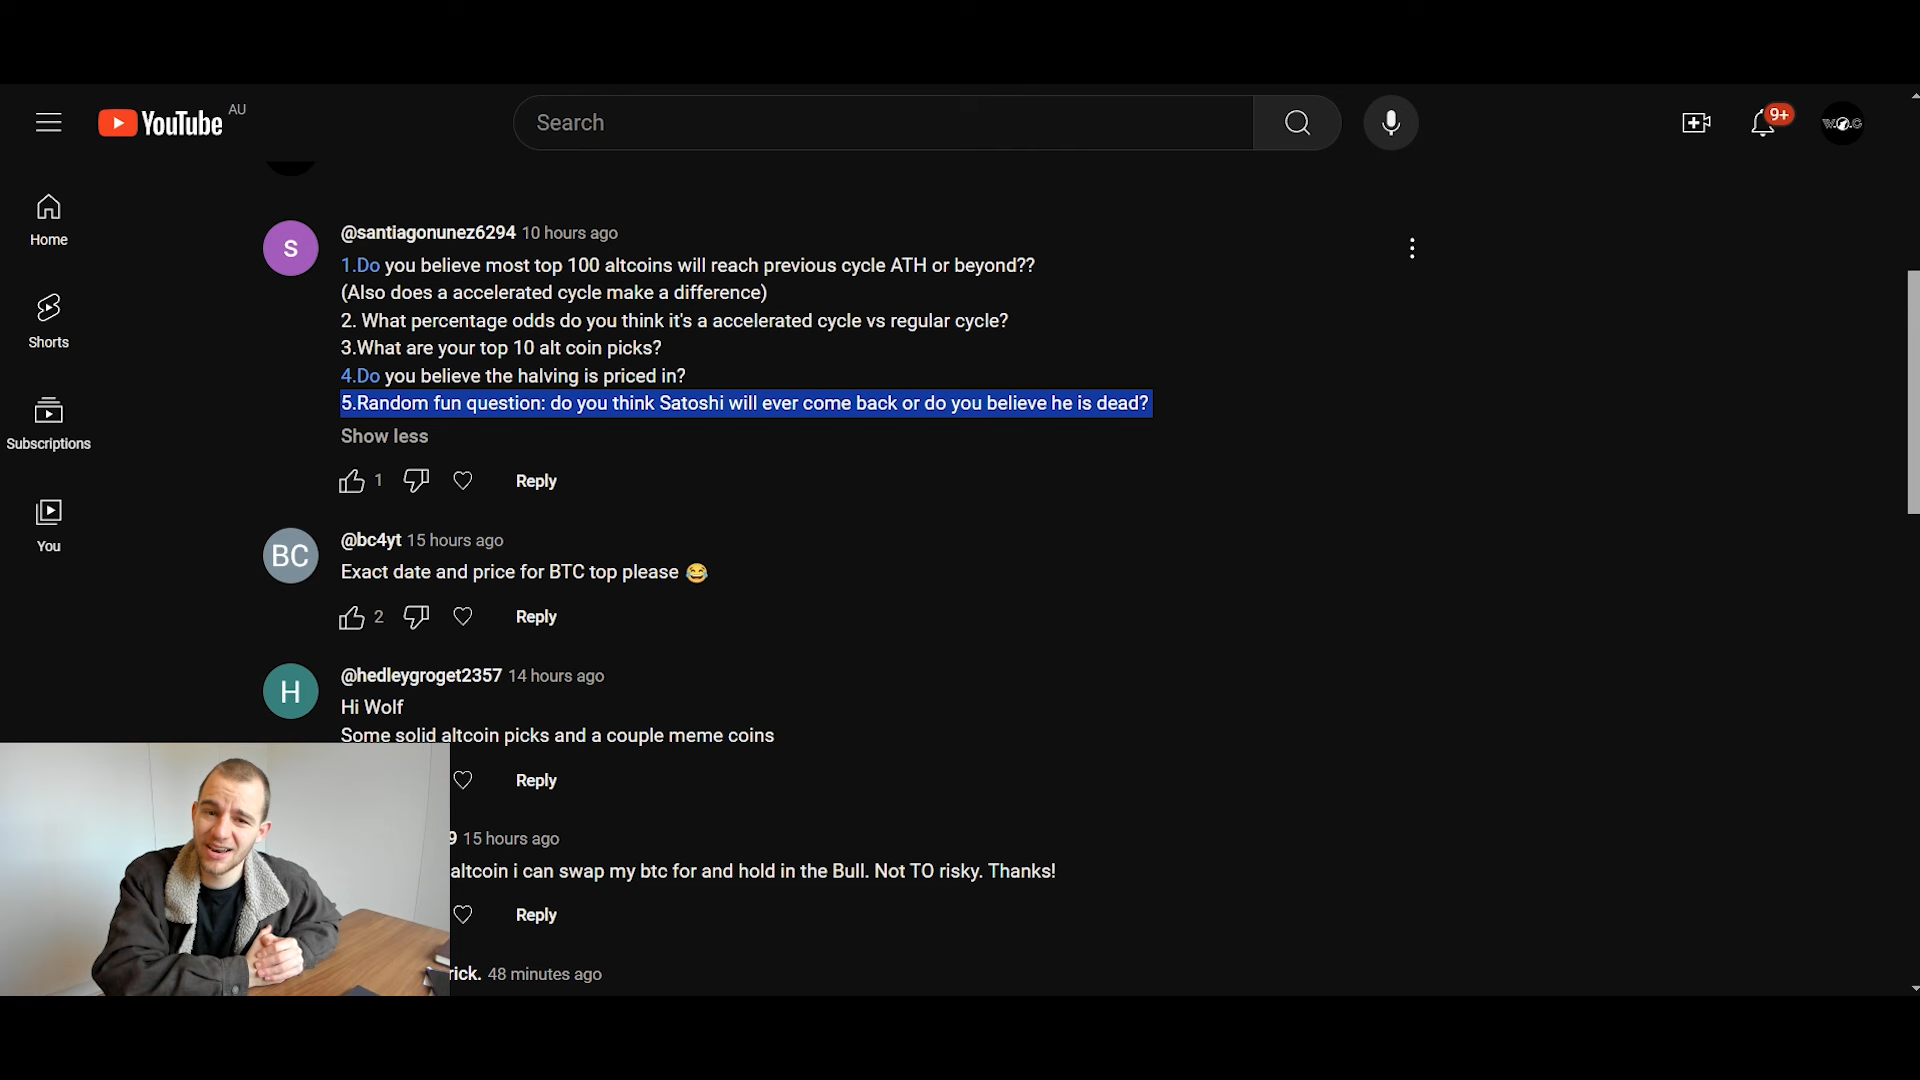 YouTube AU
Search
9+
W.O.C
Home
Shorts
Subscriptions
You
S
@santiagonunez6294 10 hours ago
1.Do you believe most top 100 altcoins will reach previous cycle ATH or beyond??
(Also does a accelerated cycle make a difference)
2. What percentage odds do you think it's a accelerated cycle vs regular cycle?
3.What are your top 10 alt coin picks?
4.Do you believe the halving is priced in?
5.Random fun question: do you think Satoshi will ever come back or do you believe he is dead?
Show less
1 Reply
BC
@bc4yt 15 hours ago
Exact date and price for BTC top please 😂
2 Reply
H
@hedleygroget2357 14 hours ago
Hi Wolf
Some solid altcoin picks and a couple meme coins
Reply
9 15 hours ago
altcoin i can swap my btc for and hold in the Bull. Not TO risky. Thanks!
Reply
rick. 48 minutes ago